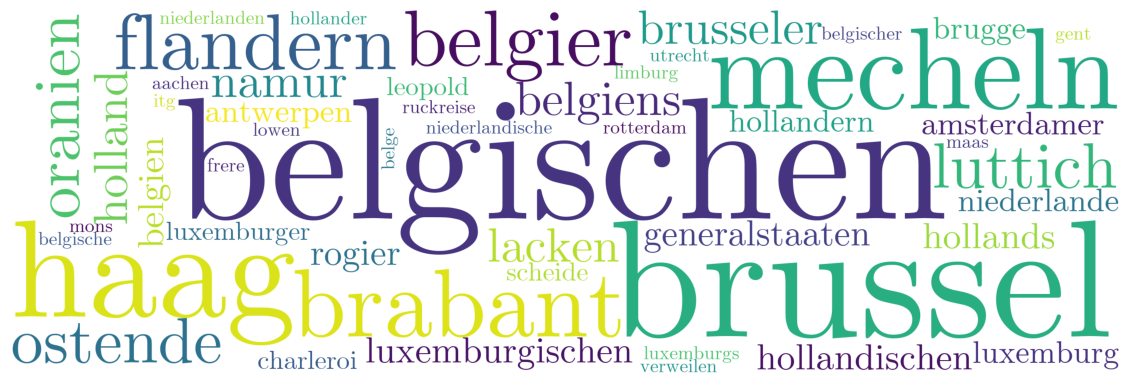 niederlanden
hollander
flandern
belgier
brusseler
belgischer
brugge
gent
utrecht
oranien
holland
aachen
namur
itg
antwerpen
lowen
leopold
ruckreise
limburg
belgiens
mecheln
niederlandische
rotterdam
hollandern
amsterdamer
maas
belgischen
frere
belge
belgien
luttich
niederlande
mons
belgische
luxemburger
rogier
lacken
scheide
generalstaaten
hollands
haag
brabant
brussel
ostende
charleroi
luxemburgischen
luxemburgs
verweilen
hollandischen
luxemburg